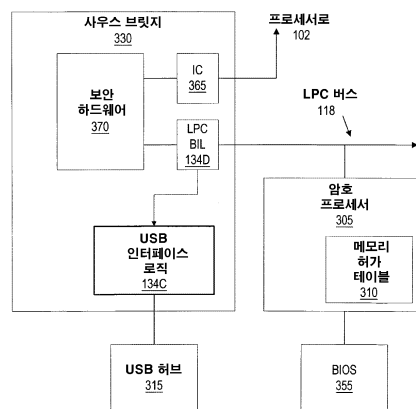 사우스 브릿지
330
프로세서로
102
보안
하드웨어
370
IC
365
LPC 버스
118
LPC
BIL
134D
암호
프로세서
305
메모리
허가
테이블
310
USB
인터페이스
로직
134C
USB 허브
315
BIOS
355